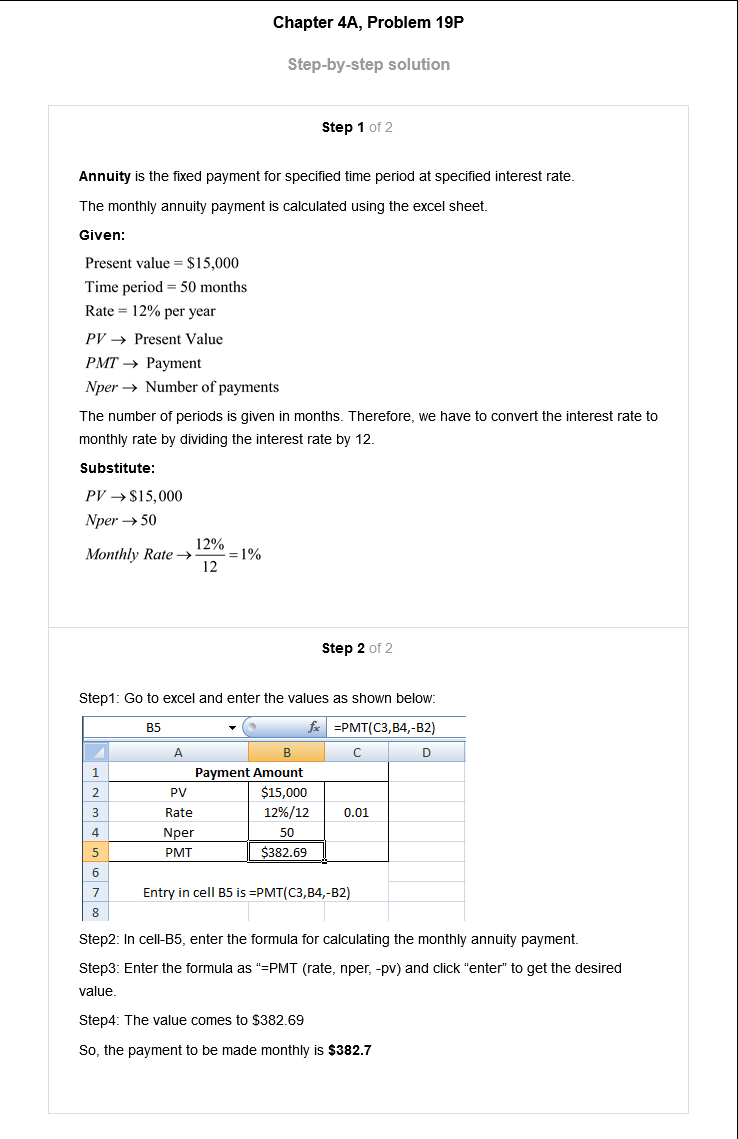 Chapter 4A, Problem 19P
Step-by-step solution
Step 1 of 2
Annuity is the fixed payment for specified time period at specified interest rate.
The monthly annuity payment is calculated using the excel sheet.
Given:
Present value = $15,000
Time period = 50 months
Rate = 12% per year
PV → Present Value
PMT → Payment
Nper → Number of payments
The number of periods is given in months. Therefore, we have to convert the interest rate to
monthly rate by dividing the interest rate by 12.
Substitute:
PV → $15,000
Nper → 50
Monthly Rate → 12%/12 = 1%
Step 2 of 2
Step1: Go to excel and enter the values as shown below:
B5 fx =PMT(C3,B4,-B2)
A B C D
1 Payment Amount
2 PV $15,000
3 Rate 12%/12 0.01
4 Nper 50
5 PMT $382.69
6
7 Entry in cell B5 is =PMT(C3,B4,-B2)
8
Step2: In cell-B5, enter the formula for calculating the monthly annuity payment.
Step3: Enter the formula as “=PMT (rate, nper, -pv) and click “enter” to get the desired
value.
Step4: The value comes to $382.69
So, the payment to be made monthly is $382.7